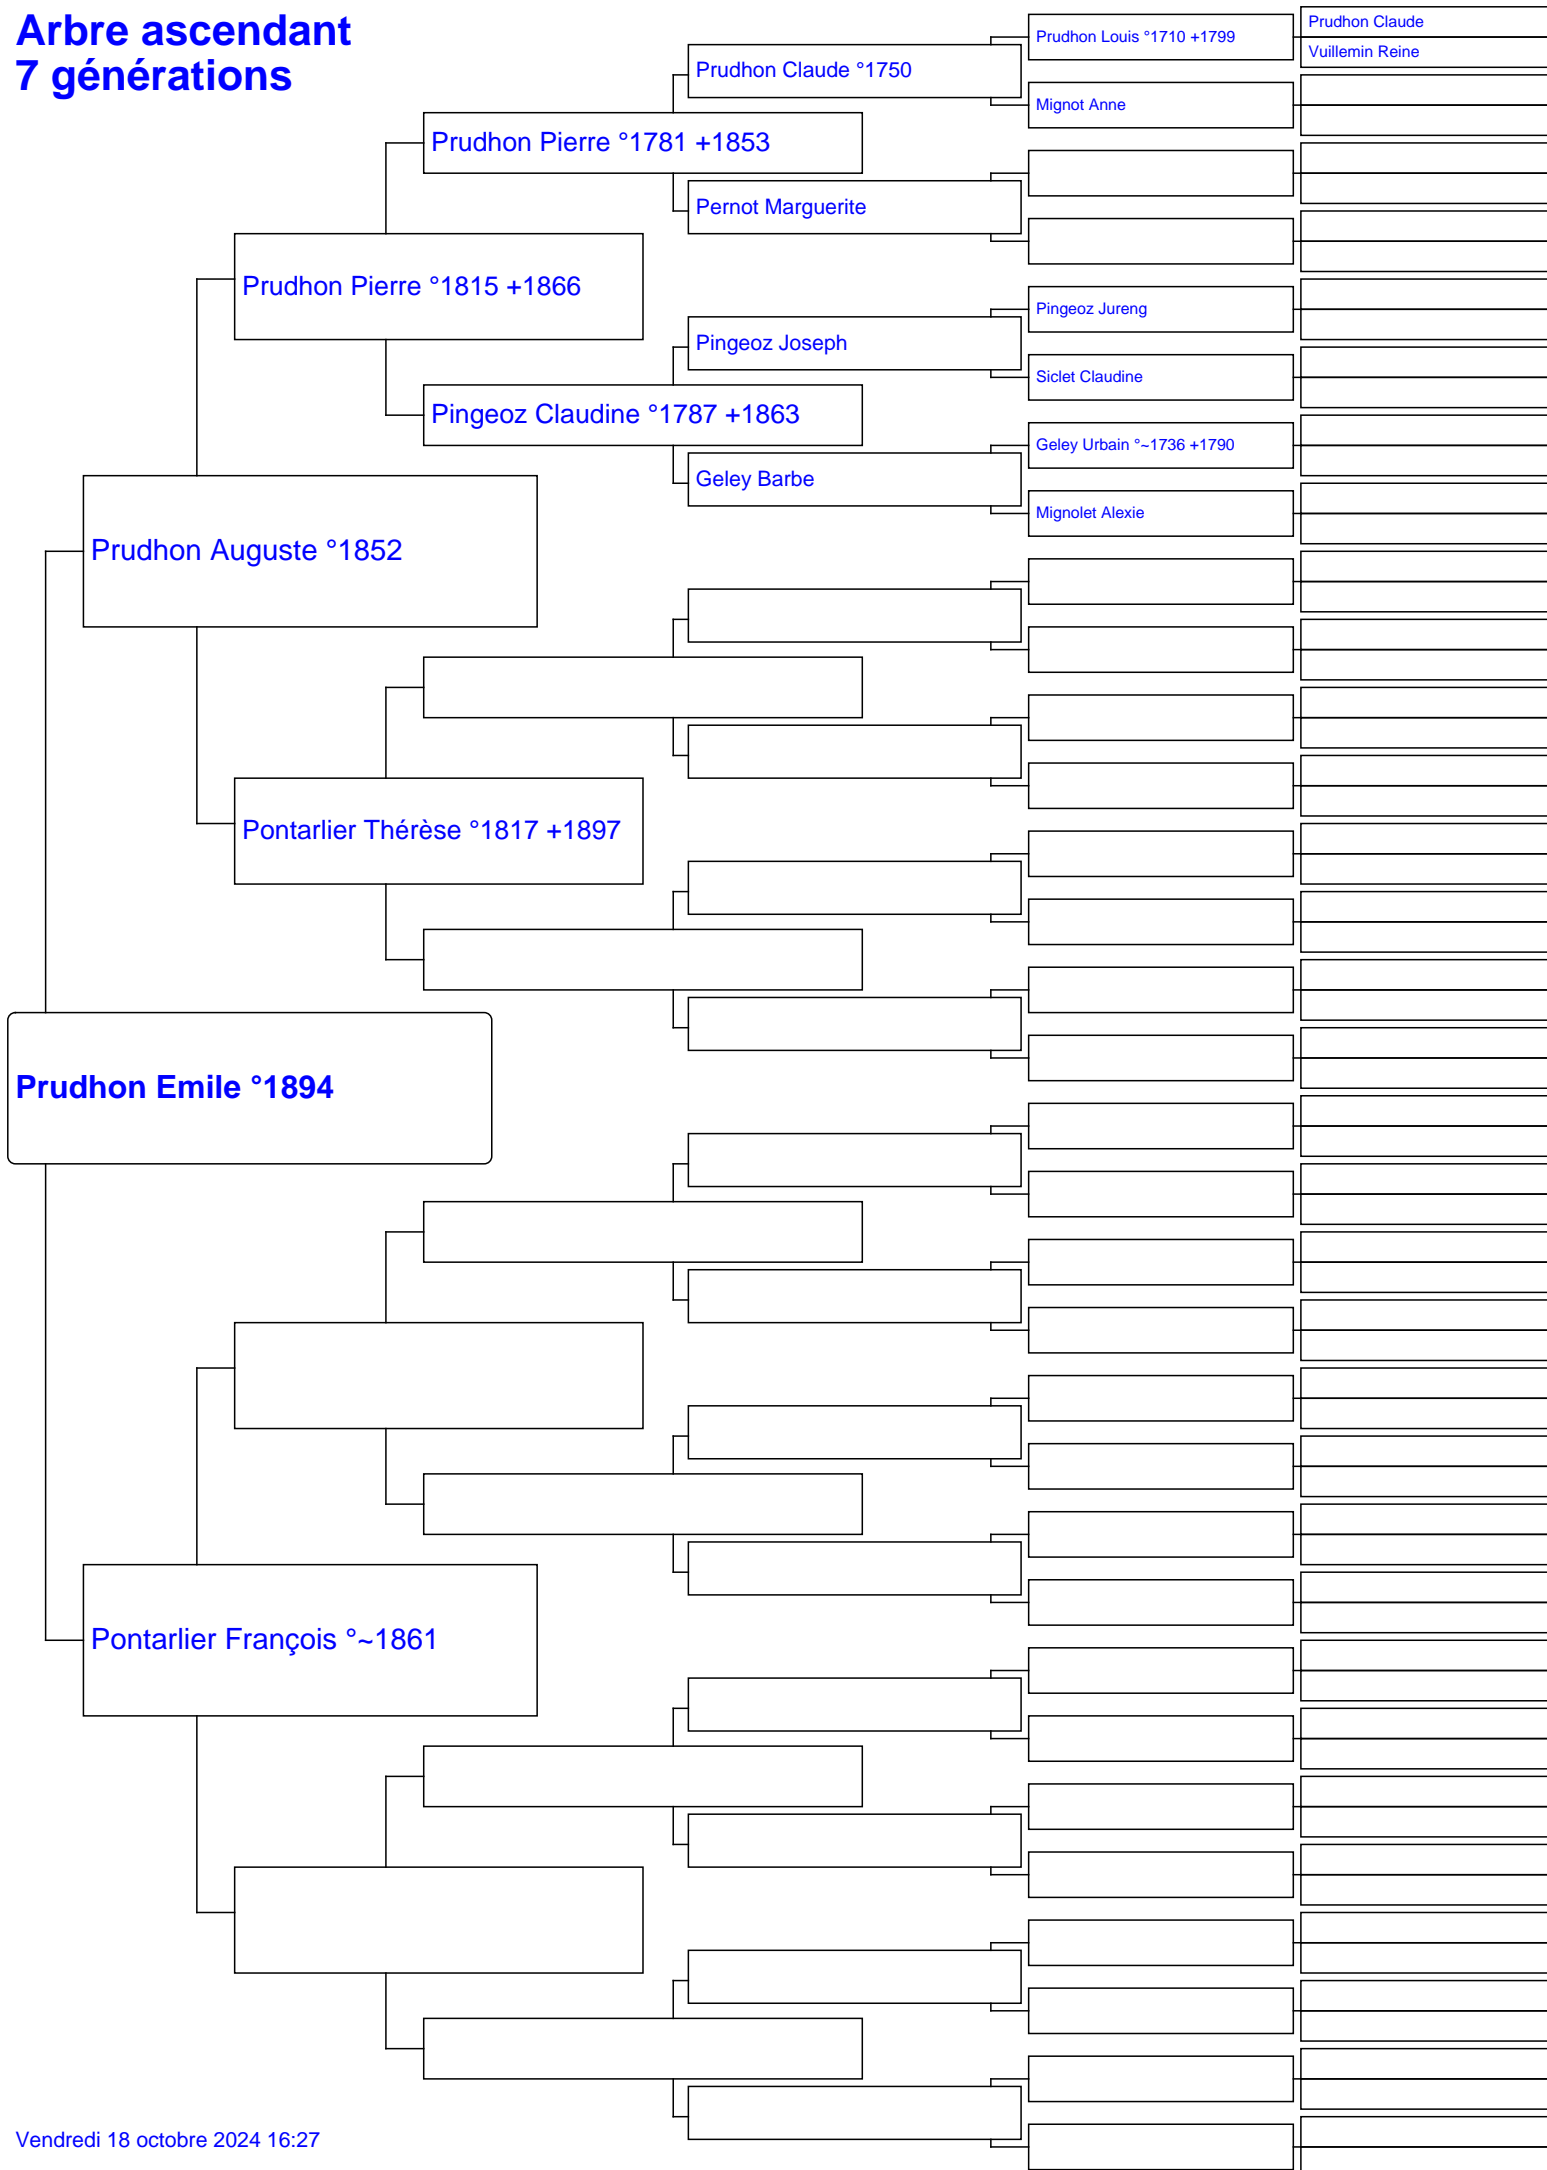 Arbre ascendant
7 générations
Prudhon Claude
Vuillemin Reine
Prudhon Louis °1710 +1799
Prudhon Claude °1750
Mignot Anne
Prudhon Pierre °1781 +1853
Pernot Marguerite
Prudhon Pierre °1815 +1866
Pingeoz Jureng
Pingeoz Joseph
Siclet Claudine
Pingeoz Claudine °1787 +1863
Geley Urbain °~1736 +1790
Geley Barbe
Mignolet Alexie
Prudhon Auguste °1852
Pontarlier Thérèse °1817 +1897
Prudhon Emile °1894
Pontarlier François °~1861
Vendredi 18 octobre 2024 16:27